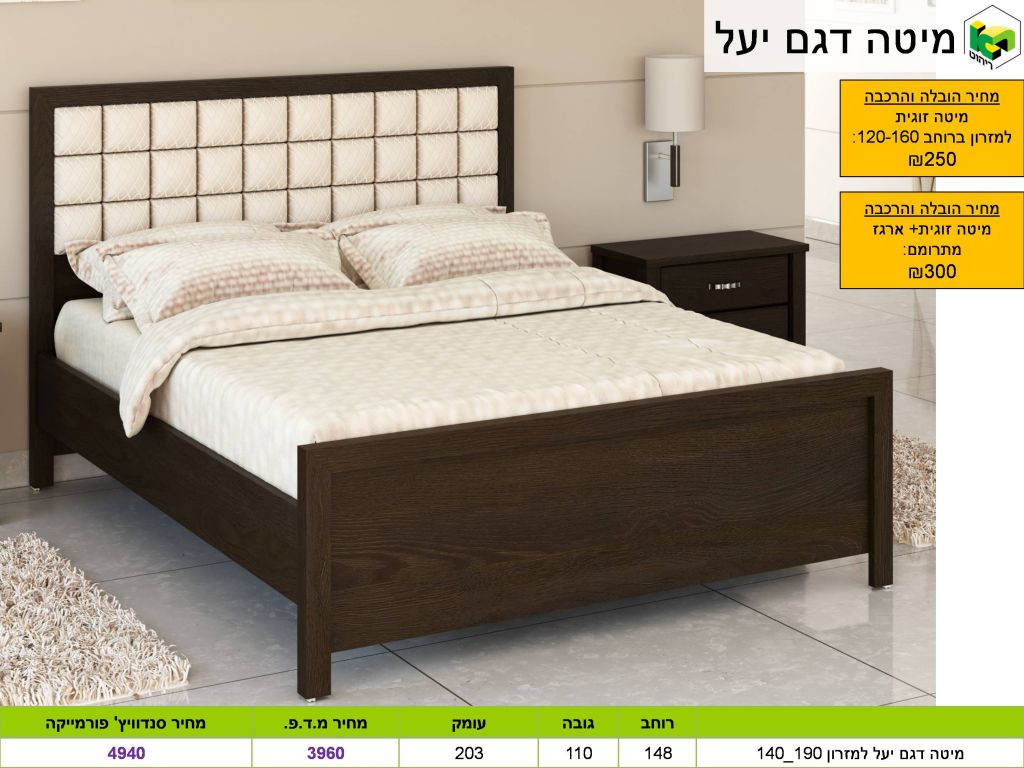 מיטה דגם יעל
ריהוט
מחיר הובלה והרכבה
מיטה זוגית
למזרון ברוחב 120-160:
250₪
מחיר הובלה והרכבה
מיטה זוגית+ ארגז
מתרומם:
300₪
רוחב גובה עומק מחיר מ.ד.פ. מחיר סנדוויץ' פורמייקה
מיטה דגם יעל למזרון 190_140 148 110 203 3960 4940